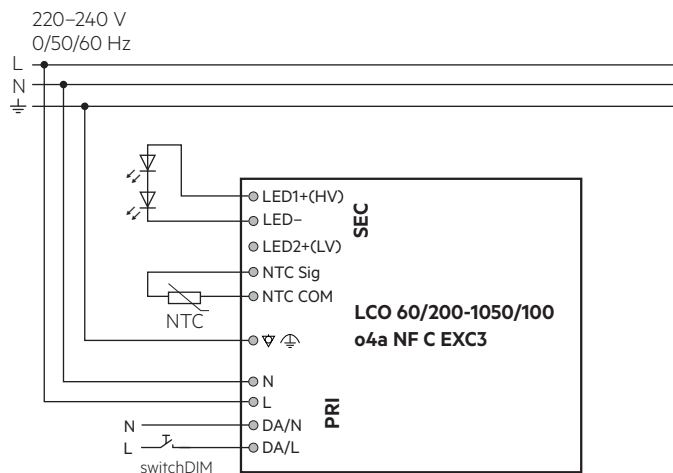 220–240 V
0/50/60 Hz
L
N
LED1+(HV)
LED–
LED2+(LV)
NTC Sig
NTC COM
NTC
SEC
LCO 60/200-1050/100
o4a NF C EXC3
N
L
PRI
N
DA/N
L
DA/L
switchDIM